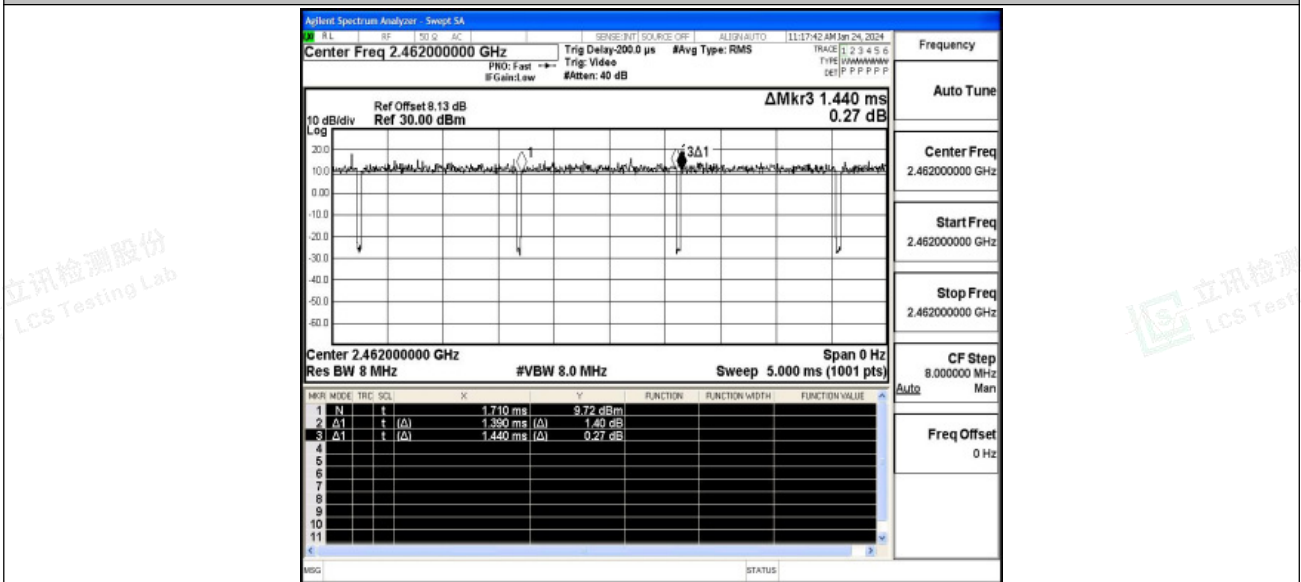 Agilent Spectrum Analyzer - Swept SA
RL RF 50 Ω AC SENSE:INT SOURCE OFF ALIGN AUTO 11:17:42 AM Jan 24, 2024
Center Freq 2.462000000 GHz
PNO: Fast
IFGain:Low
Trig Delay-200.0 µs
Trig: Video
#Atten: 40 dB
#Avg Type: RMS
TRACE 1 2 3 4 5 6
TYPE
DET P P P P P P
Ref Offset 8.13 dB
Ref 30.00 dBm
10 dB/div
Log
ΔMkr3 1.440 ms
0.27 dB
20.0
10.0
0.00
-10.0
-20.0
-30.0
-40.0
-50.0
-60.0
1
3Δ1
Center 2.462000000 GHz Span 0 Hz
Res BW 8 MHz #VBW 8.0 MHz Sweep 5.000 ms (1001 pts)
MKR MODE TRC SCL X Y FUNCTION FUNCTION WIDTH FUNCTION VALUE
1 N t 1.710 ms 9.72 dBm
2 Δ1 t (Δ) 1.390 ms (Δ) 1.40 dB
3 Δ1 t (Δ) 1.440 ms (Δ) 0.27 dB
4
5
6
7
8
9
10
11
MSG STATUS
Frequency
Auto Tune
Center Freq
2.462000000 GHz
Start Freq
2.462000000 GHz
Stop Freq
2.462000000 GHz
CF Step
8.000000 MHz
Auto Man
Freq Offset
0 Hz
立讯检测股份
LCS Testing Lab
立讯检测
LCS Testi